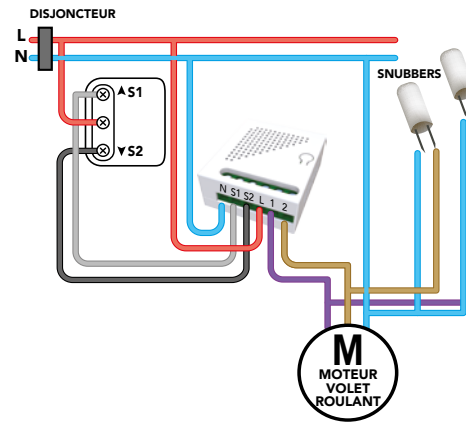 DISJONCTEUR
L
N
SNUBBERS
S1
S2
N S1 S2 L 1 2
M
MOTEUR
VOLET
ROULANT